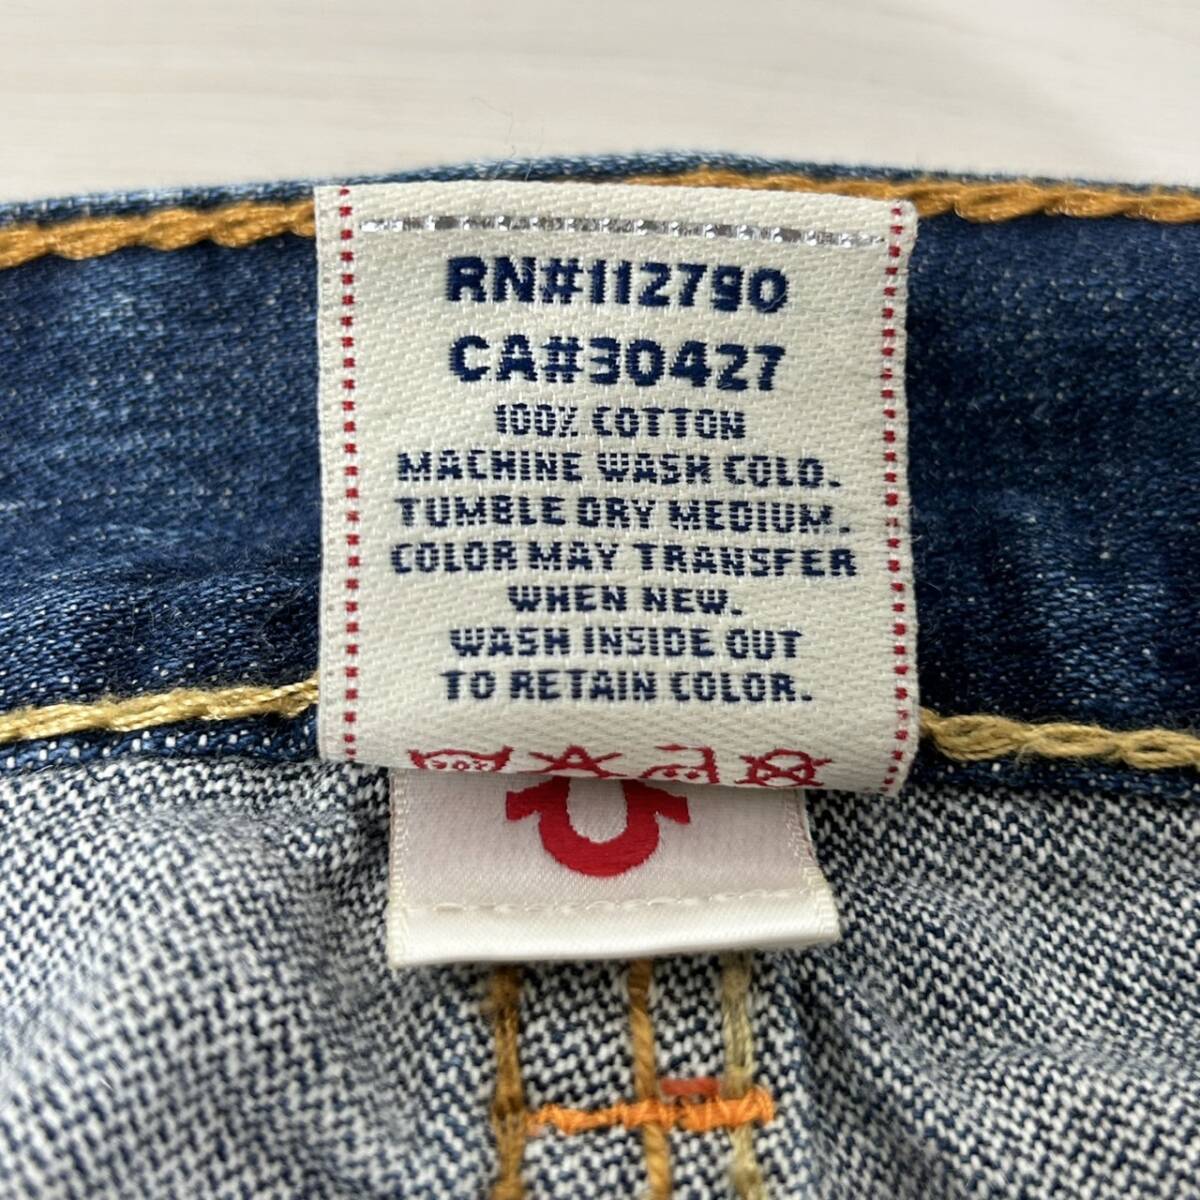 RN#112790
CA#30427
100% COTTON
MACHINE WASH COLD.
TUMBLE DRY MEDIUM.
COLOR MAY TRANSFER
WHEN NEW.
WASH INSIDE OUT
TO RETAIN COLOR.